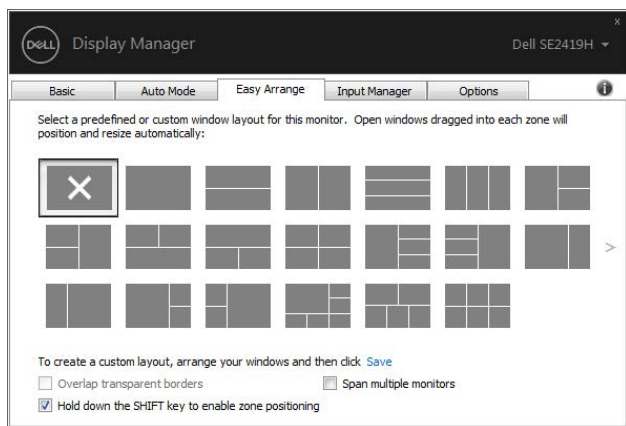 x
DELL Display Manager Dell SE2419H
Basic Auto Mode Easy Arrange Input Manager Options i
Select a predefined or custom window layout for this monitor. Open windows dragged into each zone will
position and resize automatically:
>
To create a custom layout, arrange your windows and then click Save
Overlap transparent borders Span multiple monitors
Hold down the SHIFT key to enable zone positioning